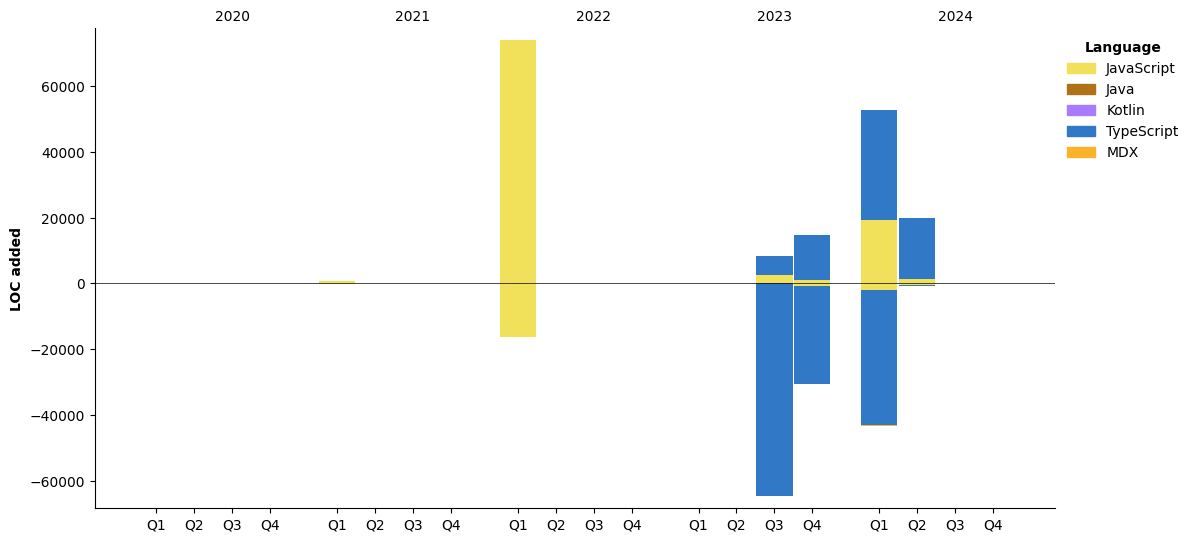 2020 2021 2022 2023 2024
Language
JavaScript
Java
Kotlin
TypeScript
MDX
LOC added
60000
40000
20000
0
−20000
−40000
−60000
Q1 Q2 Q3 Q4 Q1 Q2 Q3 Q4 Q1 Q2 Q3 Q4 Q1 Q2 Q3 Q4 Q1 Q2 Q3 Q4